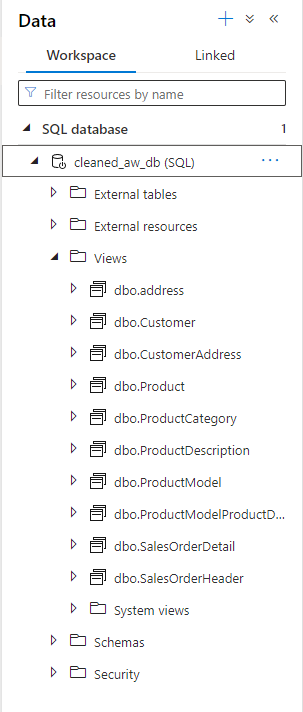 Data
Workspace Linked
Filter resources by name
SQL database 1
cleaned_aw_db (SQL) ...
External tables
External resources
Views
dbo.address
dbo.Customer
dbo.CustomerAddress
dbo.Product
dbo.ProductCategory
dbo.ProductDescription
dbo.ProductModel
dbo.ProductModelProductD...
dbo.SalesOrderDetail
dbo.SalesOrderHeader
System views
Schemas
Security